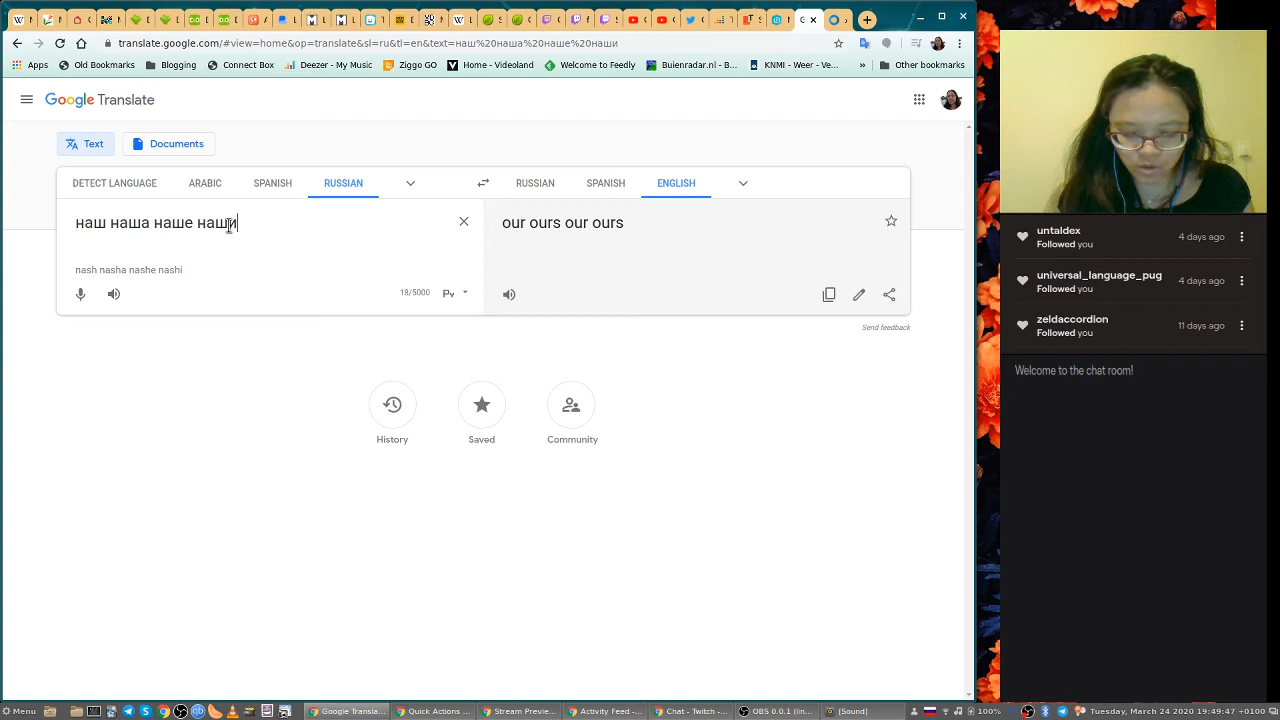 translate.google.com/#view=home&op=translate&sl=ru&tl=en&text=наш%20наша%20наше%20наши
Apps Old Bookmarks Blogging Connect Box Deezer - My Music Ziggo GO Home - Videoland Welcome to Feedly Buienradar.nl - B... KNMI - Weer - Ve... » Other bookmarks
Google Translate
Text Documents
DETECT LANGUAGE ARABIC SPANISH RUSSIAN RUSSIAN SPANISH ENGLISH
наш наша наше наши
our ours our ours
nash nasha nashe nashi
18/5000
Send feedback
History Saved Community
untaldex
Followed you
4 days ago
universal_language_pug
Followed you
4 days ago
zeldaccordion
Followed you
11 days ago
Welcome to the chat room!
Menu Google Transla... Quick Actions ... Stream Preview... Activity Feed -... Chat - Twitch -... OBS 0.0.1 (lin... [Sound] 100% Tuesday, March 24 2020, 19:49:47 +0100